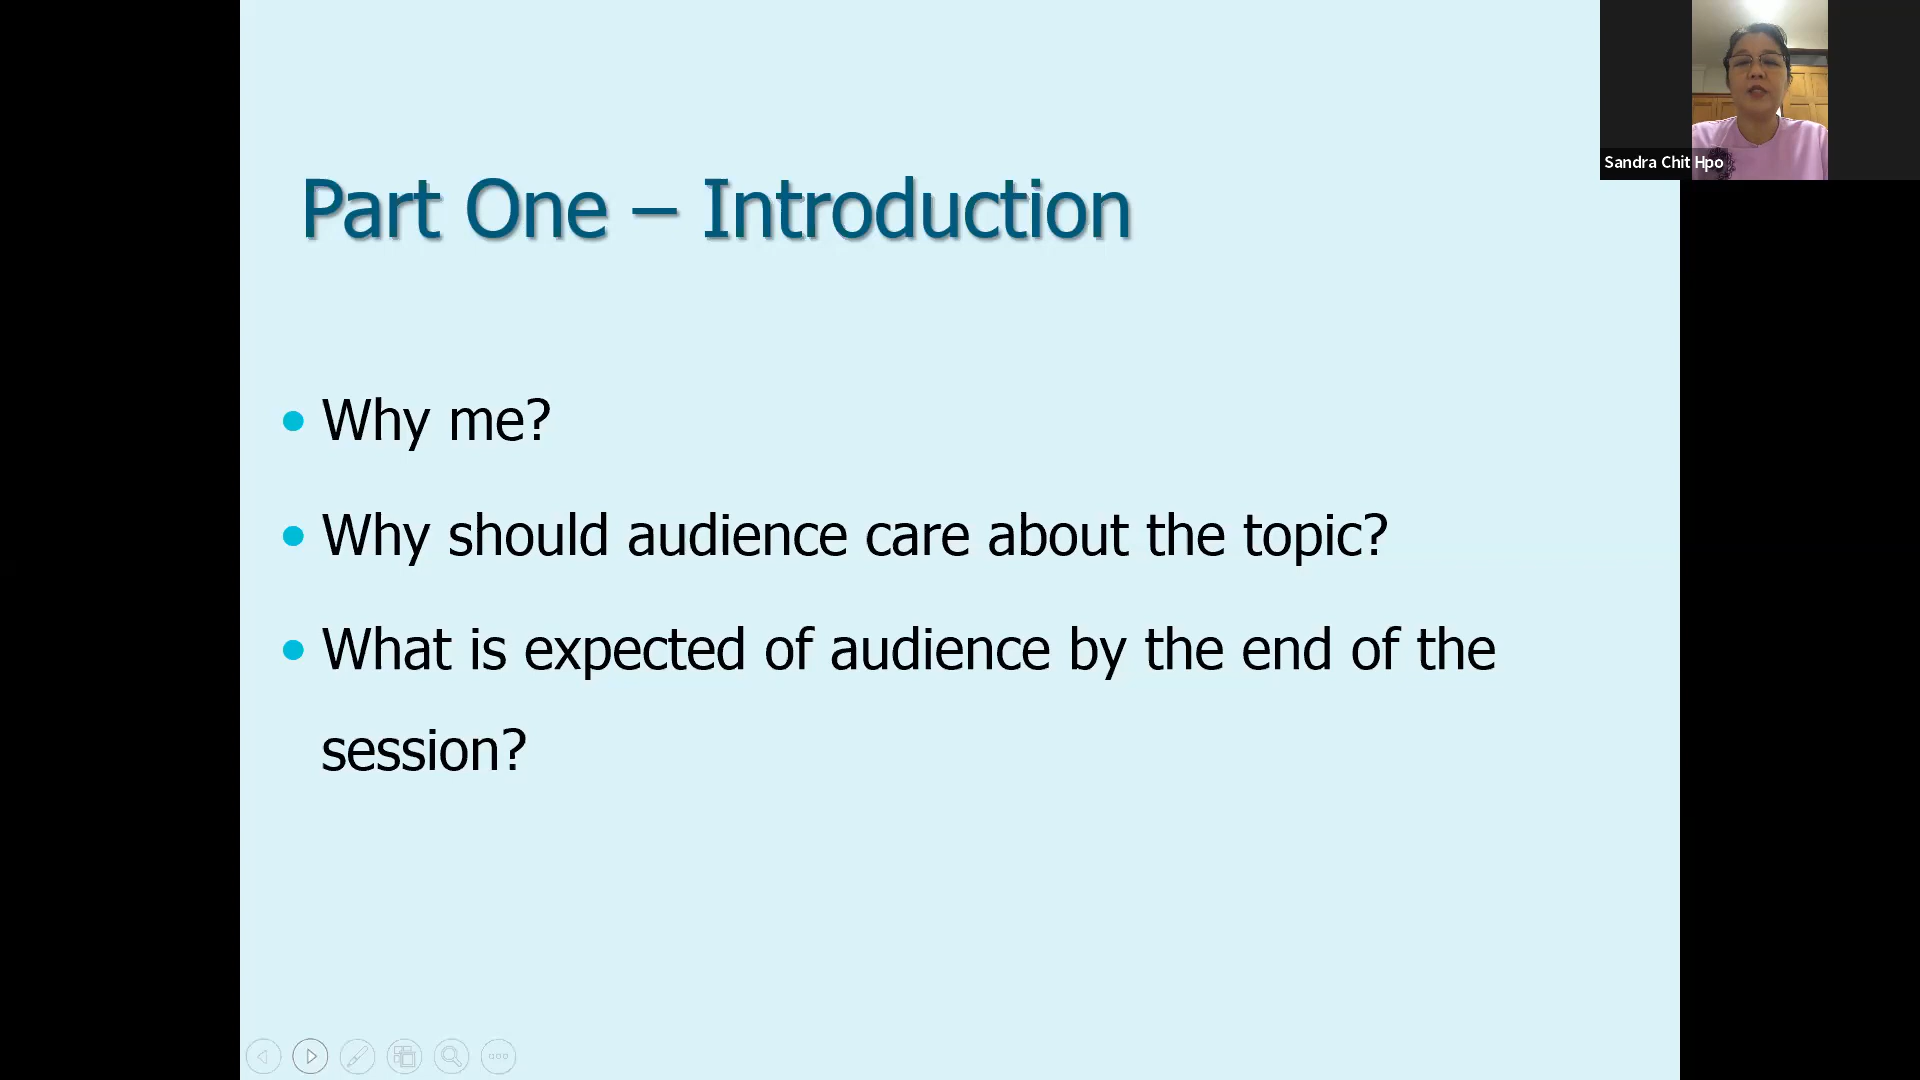 Sandra Chit Hpo
Part One – Introduction
• Why me?
• Why should audience care about the topic?
• What is expected of audience by the end of the
session?